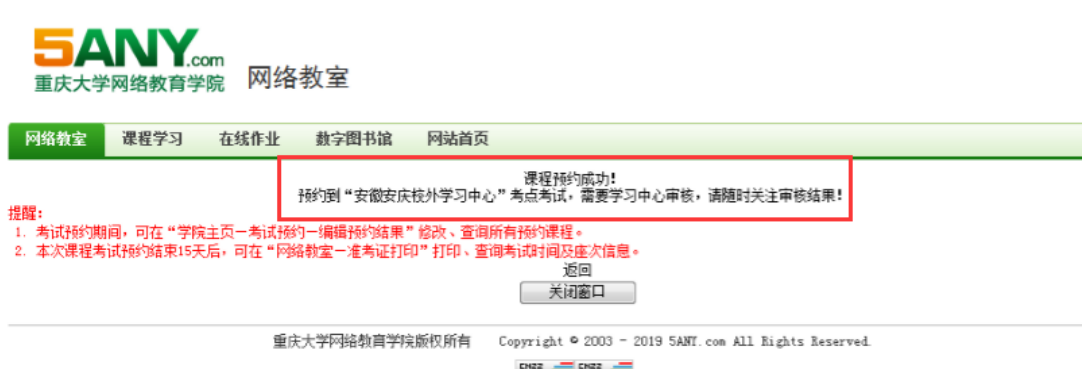 5ANY.com
重庆大学网络教育学院
网络教室
网络教室 课程学习 在线作业 数字图书馆 网站首页
课程预约成功!
预约到“安徽安庆校外学习中心”考点考试，需要学习中心审核，请随时关注审核结果!
提醒:
1. 考试预约期间，可在“学院主页—考试预约—编辑预约结果”修改、查询所有预约课程。
2. 本次课程考试预约结束15天后，可在“网络教室—准考证打印”打印、查询考试时间及座次信息。
返回
关闭窗口
重庆大学网络教育学院版权所有 Copyright © 2003 - 2019 5ANY.com All Rights Reserved.